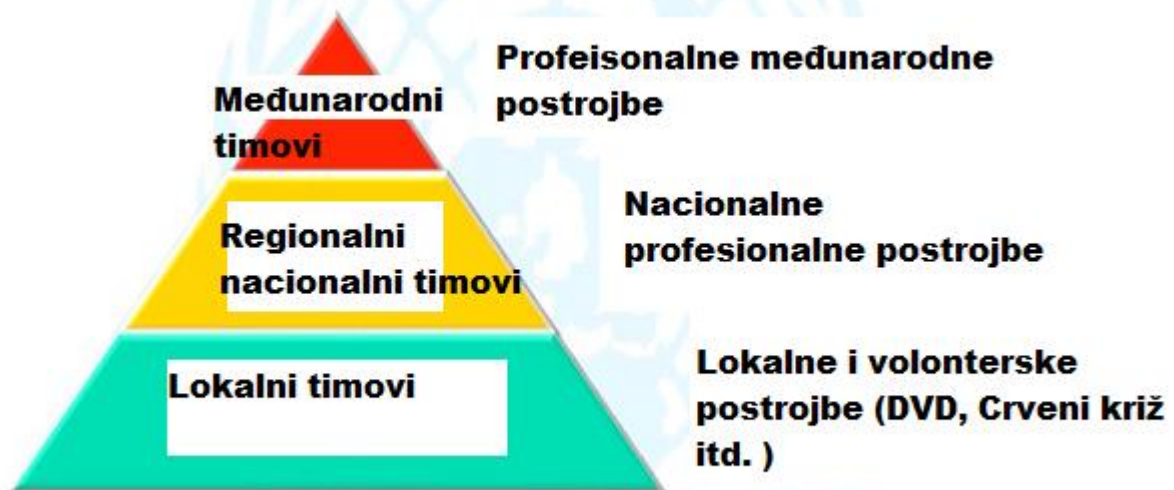 Profeisonalne međunarodne
postrojbe
Međunarodni
timovi
Nacionalne
profesionalne postrojbe
Regionalni
nacionalni timovi
Lokalne i volonterske
postrojbe (DVD, Crveni križ
itd. )
Lokalni timovi